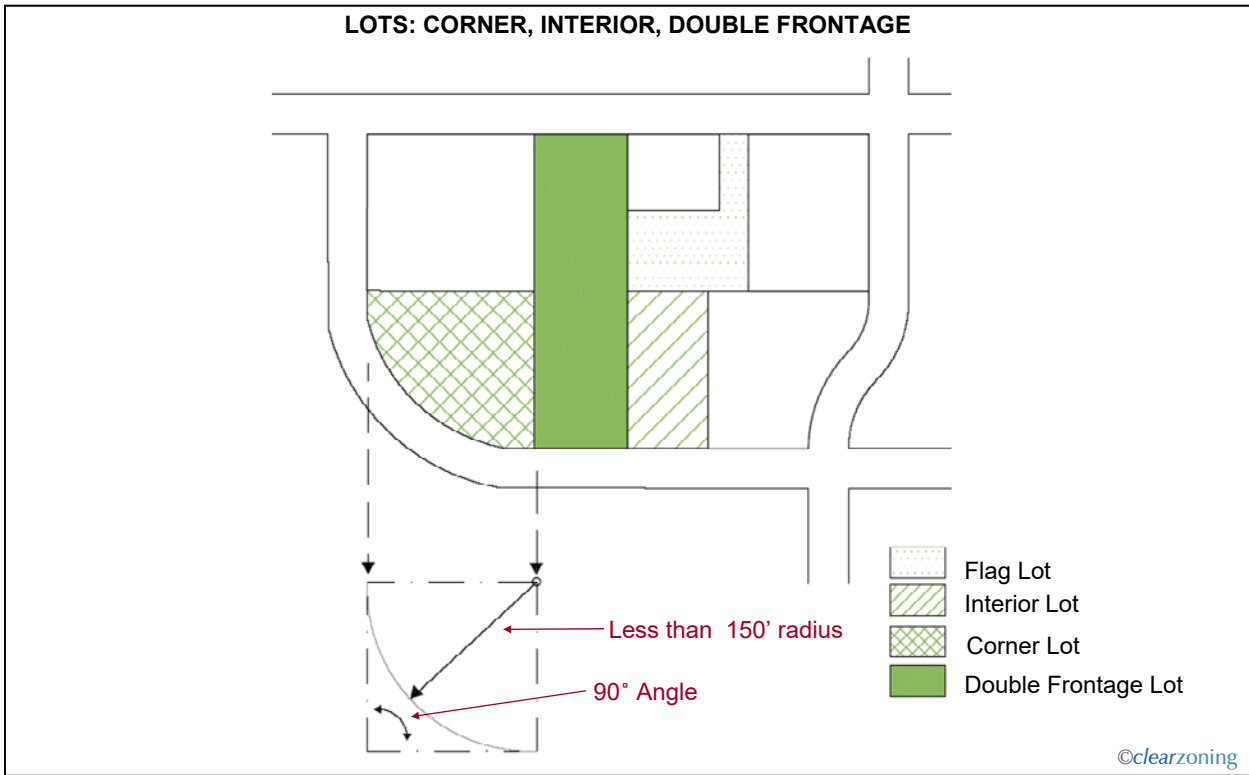 LOTS: CORNER, INTERIOR, DOUBLE FRONTAGE
Flag Lot
Interior Lot
Less than 150’ radius
Corner Lot
Double Frontage Lot
90˚ Angle
©clearzoning